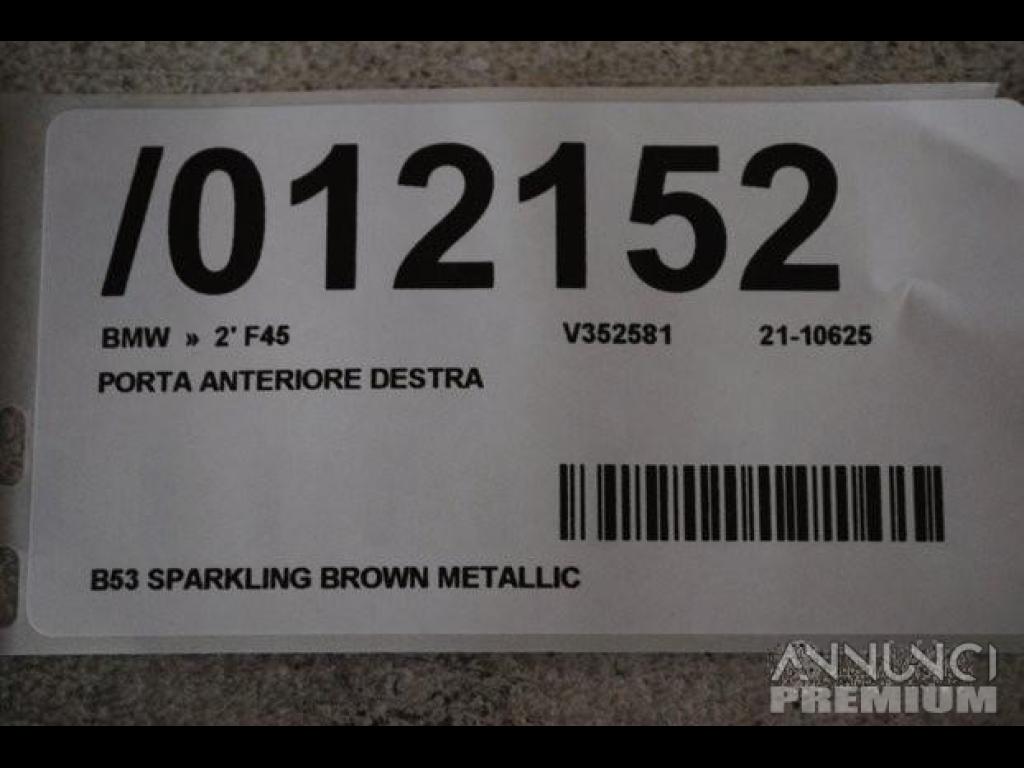 /012152
BMW » 2' F45 V352581 21-10625
PORTA ANTERIORE DESTRA
B53 SPARKLING BROWN METALLIC
ANNUNCI
PREMIUM